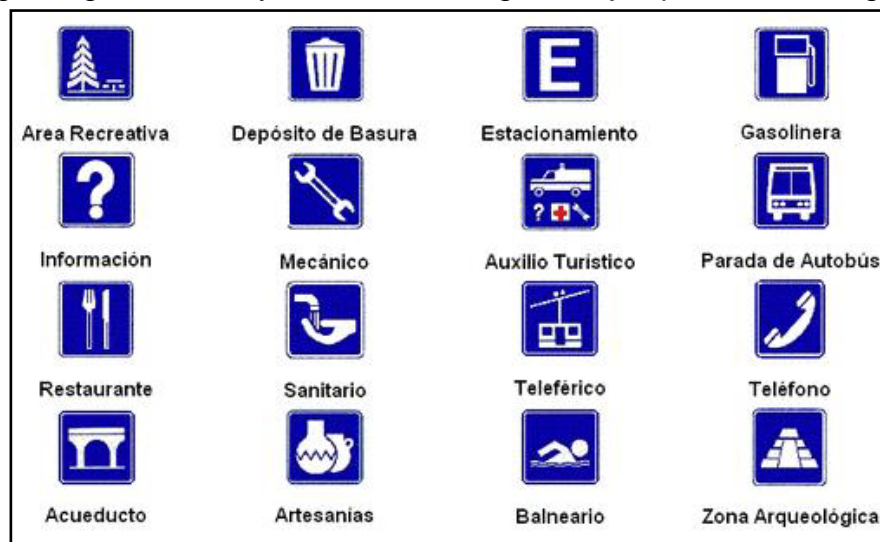 E
Area Recreativa Depósito de Basura Estacionamiento Gasolinera
? ?
Información Mecánico Auxilio Turístico Parada de Autobús
Restaurante Sanitario Teleférico Teléfono
Acueducto Artesanías Balneario Zona Arqueológica